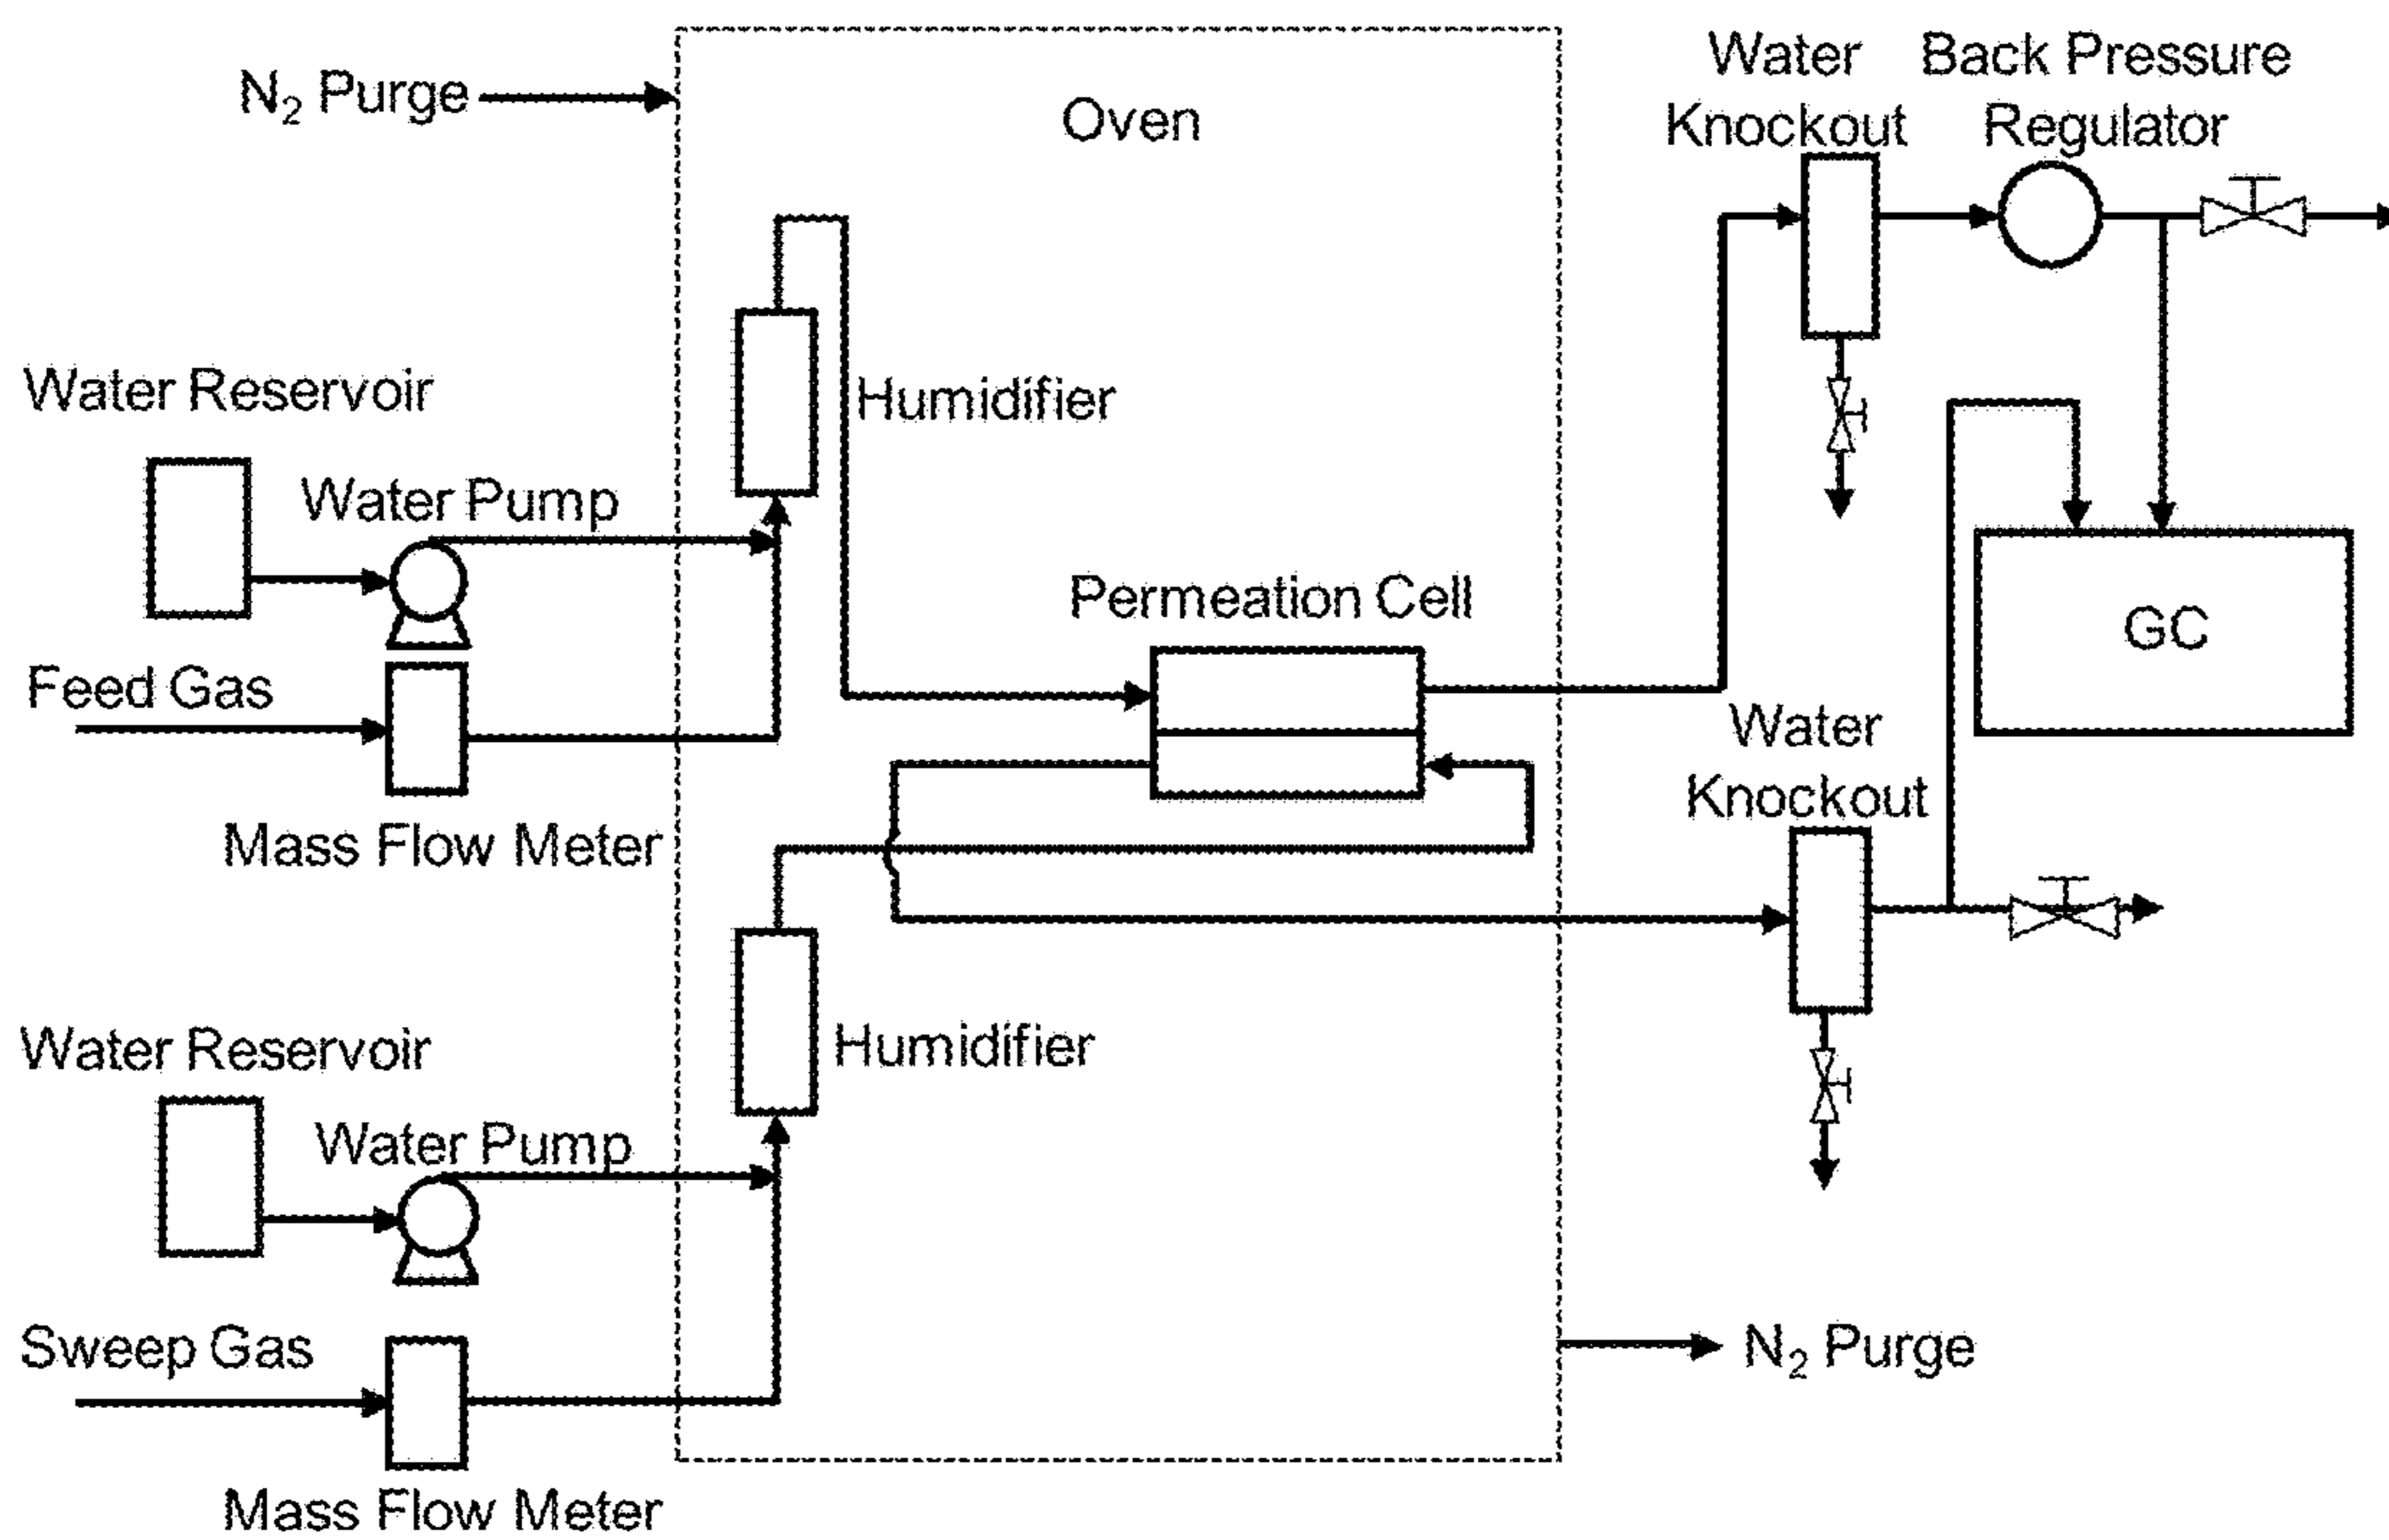 Water
Knockout
Back Pressure
Regulator
N₂ Purge
Oven
Water Reservoir
Humidifier
Water Pump
Permeation Cell
GC
Feed Gas
Water
Knockout
Mass Flow Meter
Water Reservoir
Humidifier
Water Pump
Sweep Gas
N₂ Purge
Mass Flow Meter